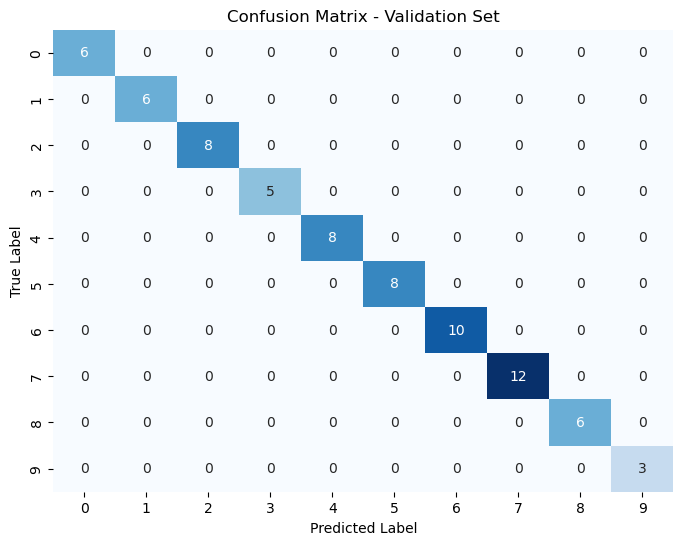 Confusion Matrix - Validation Set
True Label
0 6 0 0 0 0 0 0 0 0 0
1 0 6 0 0 0 0 0 0 0 0
2 0 0 8 0 0 0 0 0 0 0
3 0 0 0 5 0 0 0 0 0 0
4 0 0 0 0 8 0 0 0 0 0
5 0 0 0 0 0 8 0 0 0 0
6 0 0 0 0 0 0 10 0 0 0
7 0 0 0 0 0 0 0 12 0 0
8 0 0 0 0 0 0 0 0 6 0
9 0 0 0 0 0 0 0 0 0 3
0 1 2 3 4 5 6 7 8 9
Predicted Label